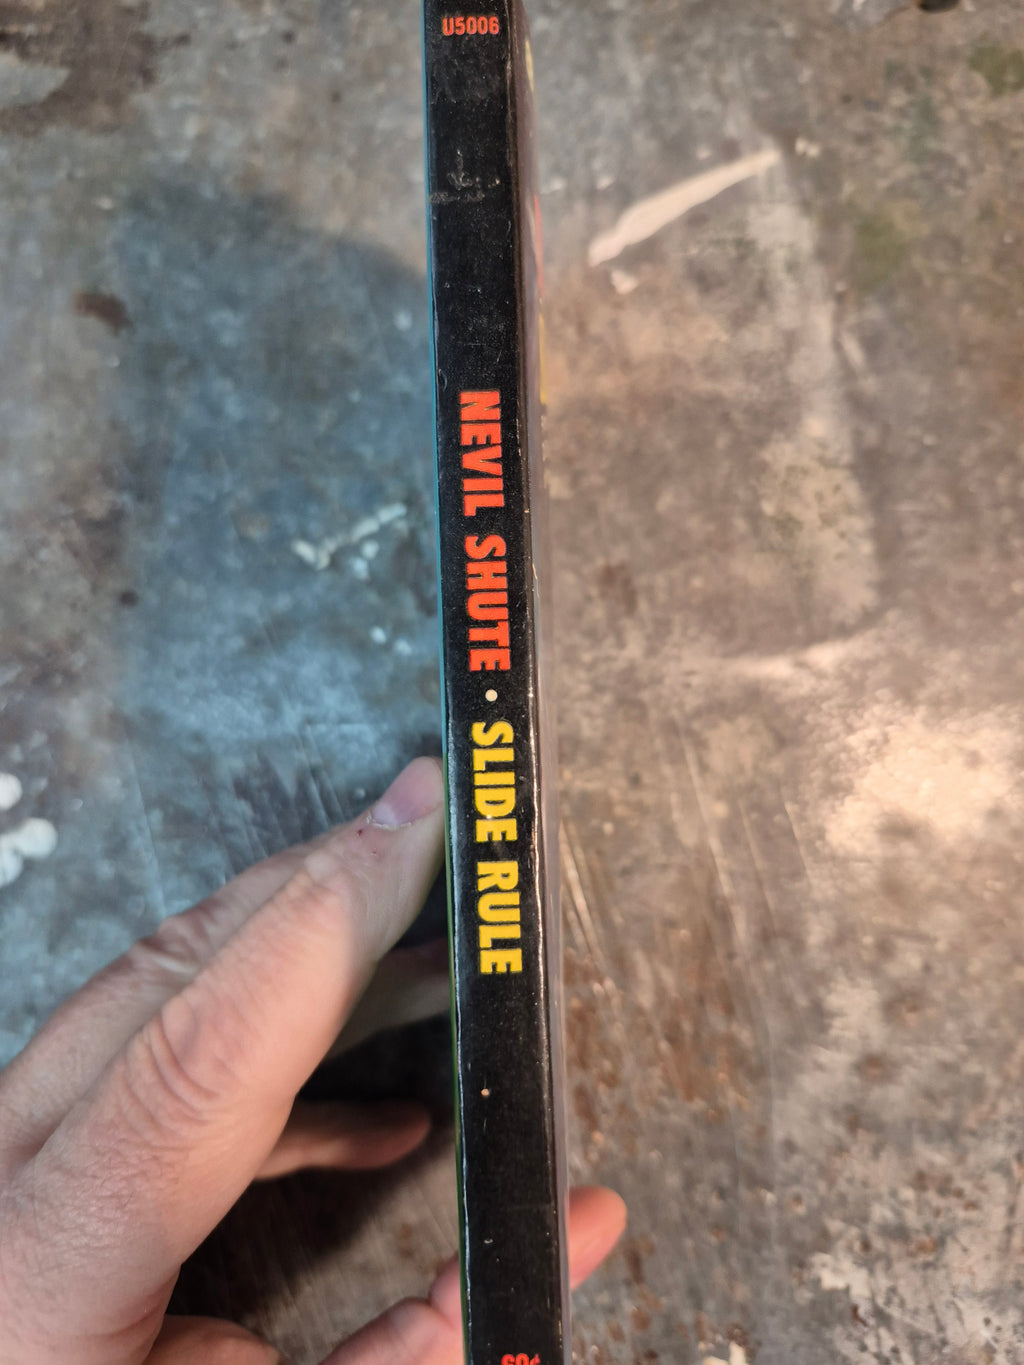 U5006
NEVIL SHUTE • SLIDE RULE